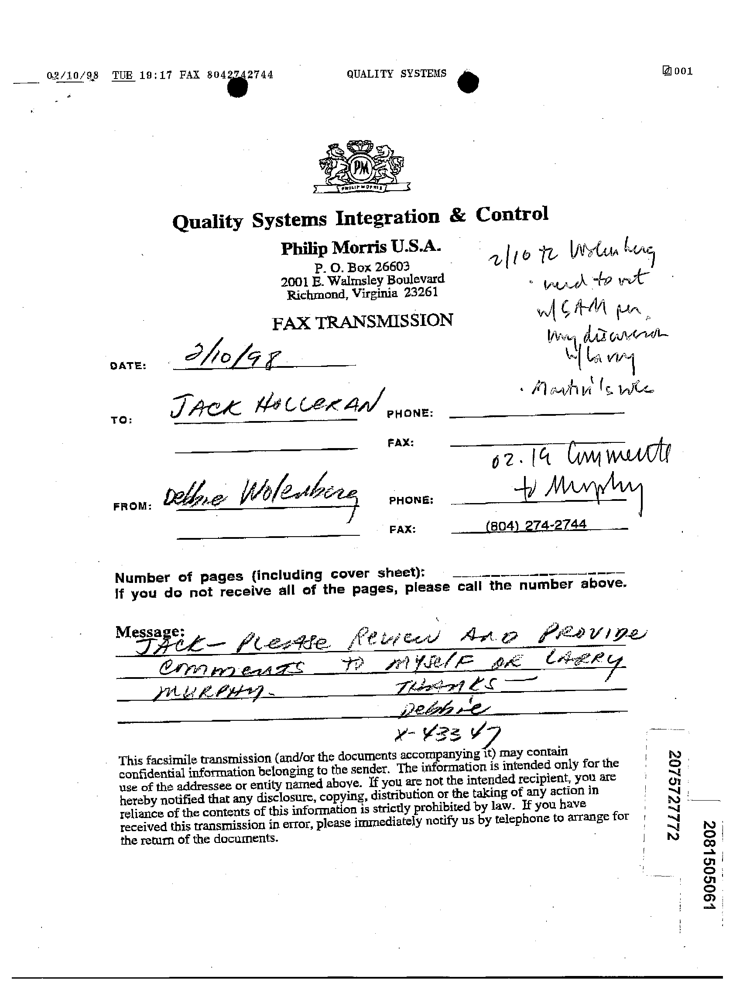 02/10/98 TUE 19:17 FAX 8042742744 QUALITY SYSTEMS 001
PM
PHILIP MORRIS
Quality Systems Integration & Control
Philip Morris U.S.A.
P. O. Box 26603
2001 E. Walmsley Boulevard
Richmond, Virginia 23261
FAX TRANSMISSION
2/10 to Wolenberg
· need to
w/ SAM per
my discussion
w/ Larry
·
DATE: 2/10/98
TO: JACK HOLLERAN PHONE:
FAX:
02.19 Comments
to Murphy
FROM: Debbie Wolenberg PHONE:
FAX: (804) 274-2744
Number of pages (including cover sheet):
If you do not receive all of the pages, please call the number above.
Message:
JACK - PLEASE REVIEW AND PROVIDE
COMMENTS TO MYSELF OR LARRY
MURPHY. THANKS -
Debbie
X-43347
This facsimile transmission (and/or the documents accompanying it) may contain
confidential information belonging to the sender. The information is intended only for the
use of the addressee or entity named above. If you are not the intended recipient, you are
hereby notified that any disclosure, copying, distribution or the taking of any action in
reliance of the contents of this information is strictly prohibited by law. If you have
received this transmission in error, please immediately notify us by telephone to arrange for
the return of the documents.
2075727772
2081505061